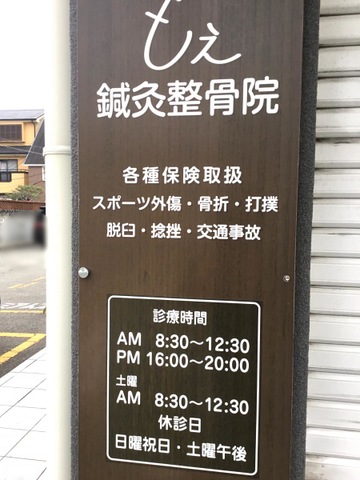 もえ
鍼灸整骨院
各種保険取扱
スポーツ外傷・骨折・打撲
脱臼・捻挫・交通事故
診療時間
AM 8:30～12:30
PM 16:00～20:00
土曜
AM 8:30～12:30
休診日
日曜祝日・土曜午後